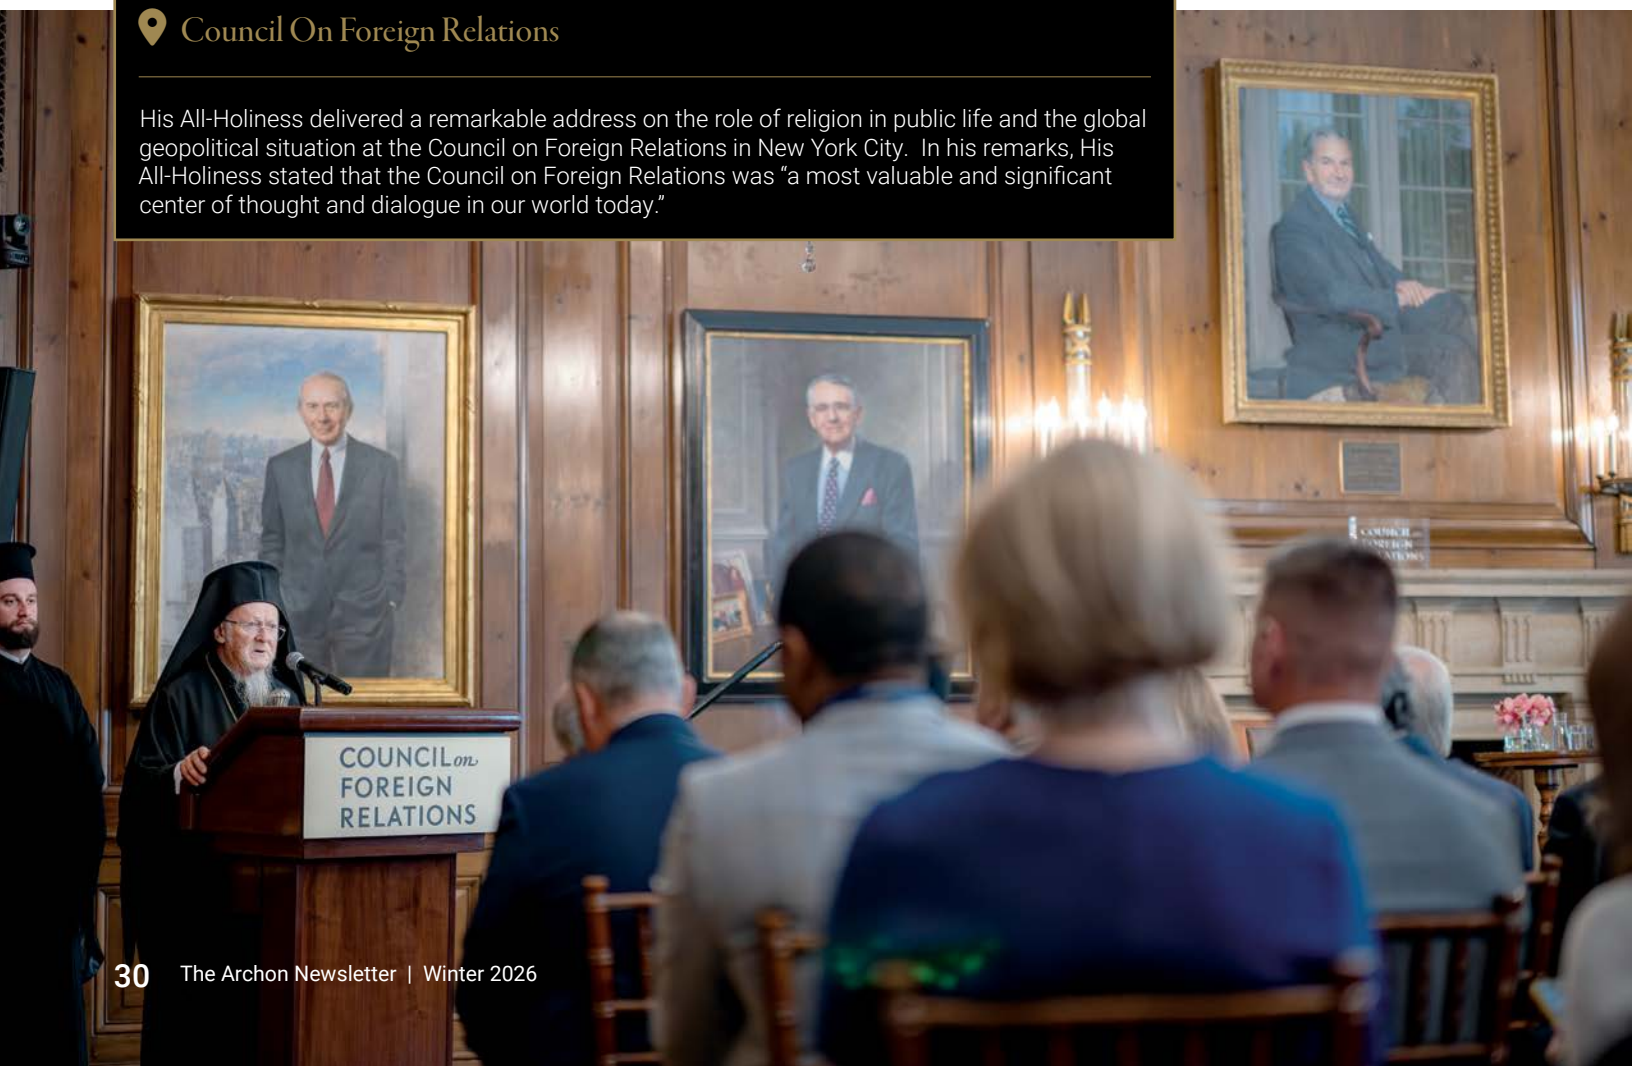 Council On Foreign Relations
His All-Holiness delivered a remarkable address on the role of religion in public life and the global
geopolitical situation at the Council on Foreign Relations in New York City.  In his remarks, His
All-Holiness stated that the Council on Foreign Relations was “a most valuable and significant
center of thought and dialogue in our world today.”
COUNCIL on
FOREIGN
RELATIONS
COUNCIL
FOREIGN
RELATIONS
30 The Archon Newsletter | Winter 2026